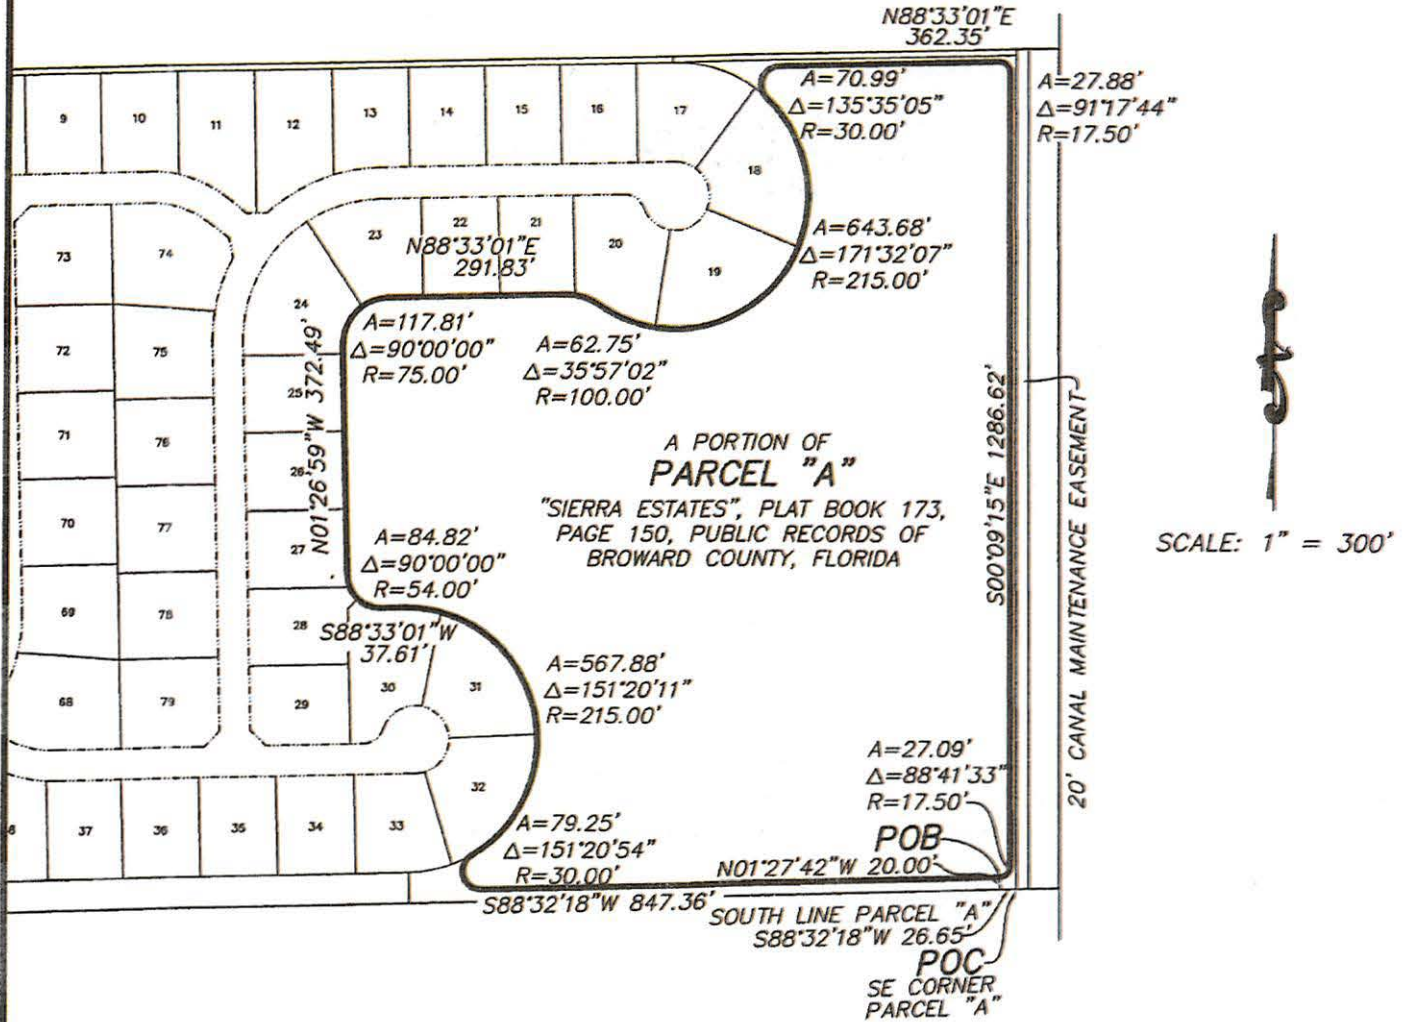 N88°33'01"E
362.35'
A=70.99'
Δ=135°35'05"
R=30.00'
A=27.88'
Δ=91°17'44"
R=17.50'
9
10
11
12
13
14
15
16
17
18
A=643.68'
Δ=171°32'07"
R=215.00'
73
74
23
22
21
20
19
N88°33'01"E
291.83'
24
A=117.81'
Δ=90°00'00"
R=75.00'
A=62.75'
Δ=35°57'02"
R=100.00'
72
75
25
N01°26'59"W 372.49'
S00°09'15"E 1286.62'
20' CANAL MAINTENANCE EASEMENT
71
76
26
A PORTION OF
PARCEL "A"
"SIERRA ESTATES", PLAT BOOK 173,
PAGE 150, PUBLIC RECORDS OF
BROWARD COUNTY, FLORIDA
SCALE: 1" = 300'
70
77
27
A=84.82'
Δ=90°00'00"
R=54.00'
69
78
28
S88°33'01"W
37.61'
68
79
29
30
31
A=567.88'
Δ=151°20'11"
R=215.00'
32
A=27.09'
Δ=88°41'33"
R=17.50'
37
36
35
34
33
A=79.25'
Δ=151°20'54"
R=30.00'
POB
N01°27'42"W 20.00'
S88°32'18"W 847.36'
SOUTH LINE PARCEL "A"
S88°32'18"W 26.65'
POC
SE CORNER
PARCEL "A"